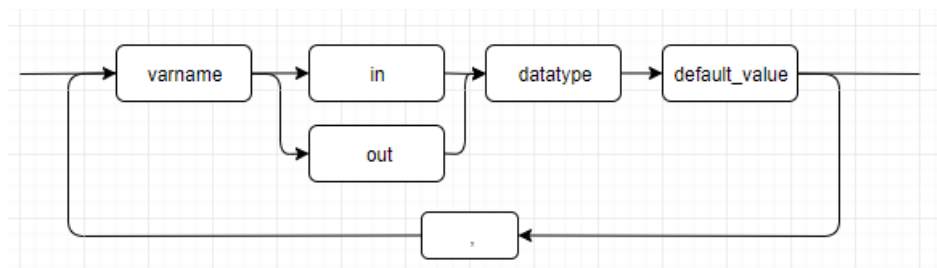 varname
in
datatype
default_value
out
,